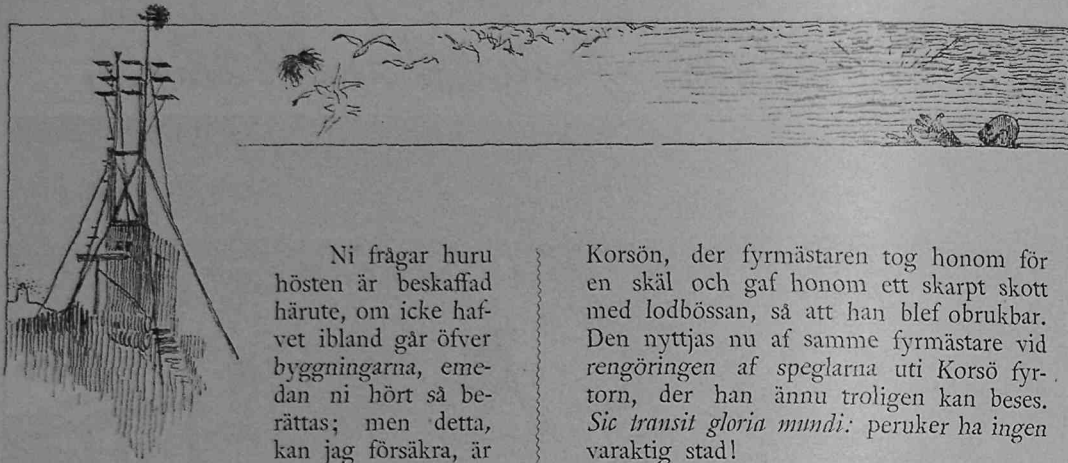 Ni frågar huru
hösten är beskaffad
härute, om icke haf-
vet ibland går öfver
byggningarna, eme-
dan ni hört så be-
rättas; men detta,
kan jag försäkra, är
Korsön, der fyrmästaren tog honom för
en skäl och gaf honom ett skarpt skott
med lodbössan, så att han blef obrukbar.
Den nyttjas nu af samme fyrmästare vid
rengöringen af speglarna uti Korsö fyr-
torn, der han ännu troligen kan beses.
Sic transit gloria mundi: peruker ha ingen
varaktig stad!